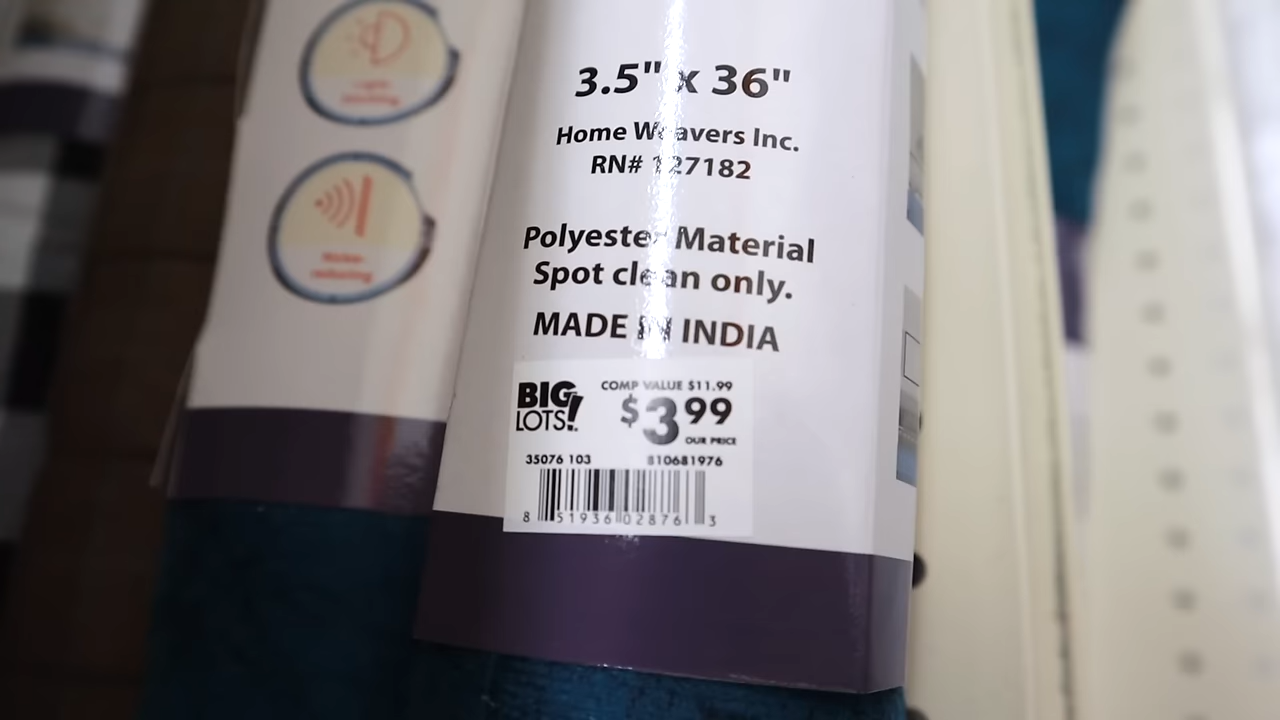 3.5" x 36"
Home Weavers Inc.
RN# 127182
Polyester Material
Spot clean only.
MADE IN INDIA
BIG
LOTS!
COMP VALUE $11.99
$3.99
OUR PRICE
35076 103 810681976
8 51936 02876 3